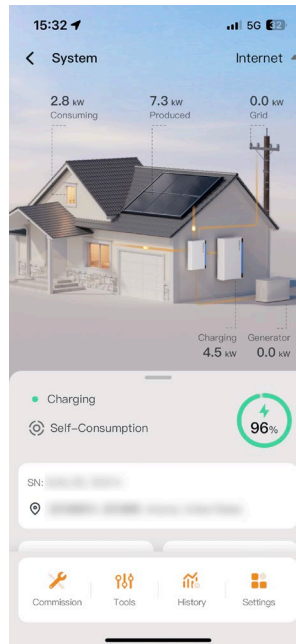 15:32
5G 32
System
Internet
2.8 kW
Consuming
7.3 kW
Produced
0.0 kW
Grid
Charging
4.5 kW
Generator
0.0 kW
Charging
Self-Consumption
96%
SN:
Commission
Tools
History
Settings